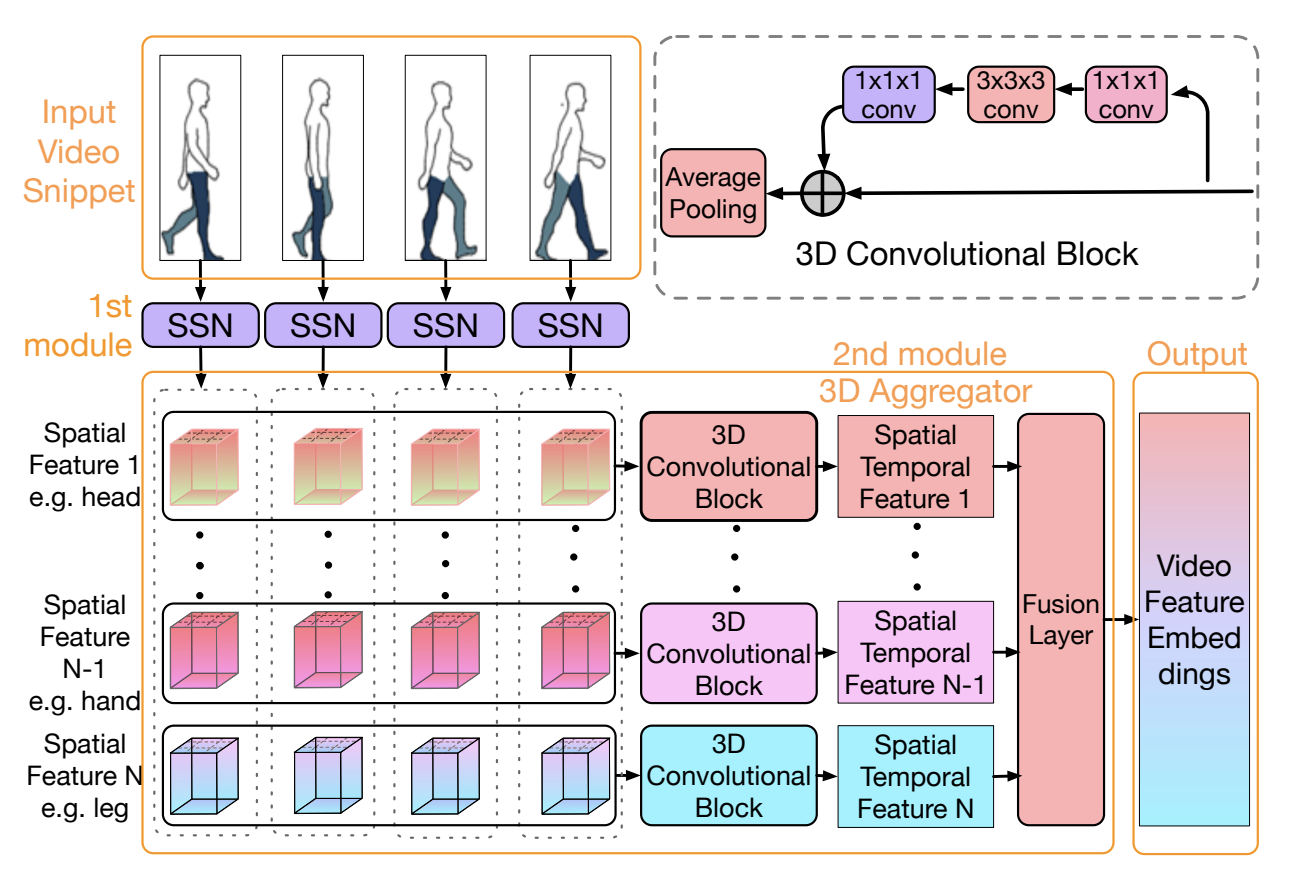 Input
Video
Snippet
1x1x1
conv
3x3x3
conv
1x1x1
conv
Average
Pooling
3D Convolutional Block
1st
module
SSN
SSN
SSN
SSN
2nd module
3D Aggregator
Output
Spatial
Feature 1
e.g. head
3D
Convolutional
Block
Spatial
Temporal
Feature 1
Spatial
Feature
N-1
e.g. hand
3D
Convolutional
Block
Spatial
Temporal
Feature N-1
Spatial
Feature N
e.g. leg
3D
Convolutional
Block
Spatial
Temporal
Feature N
Fusion
Layer
Video
Feature
Embed
dings